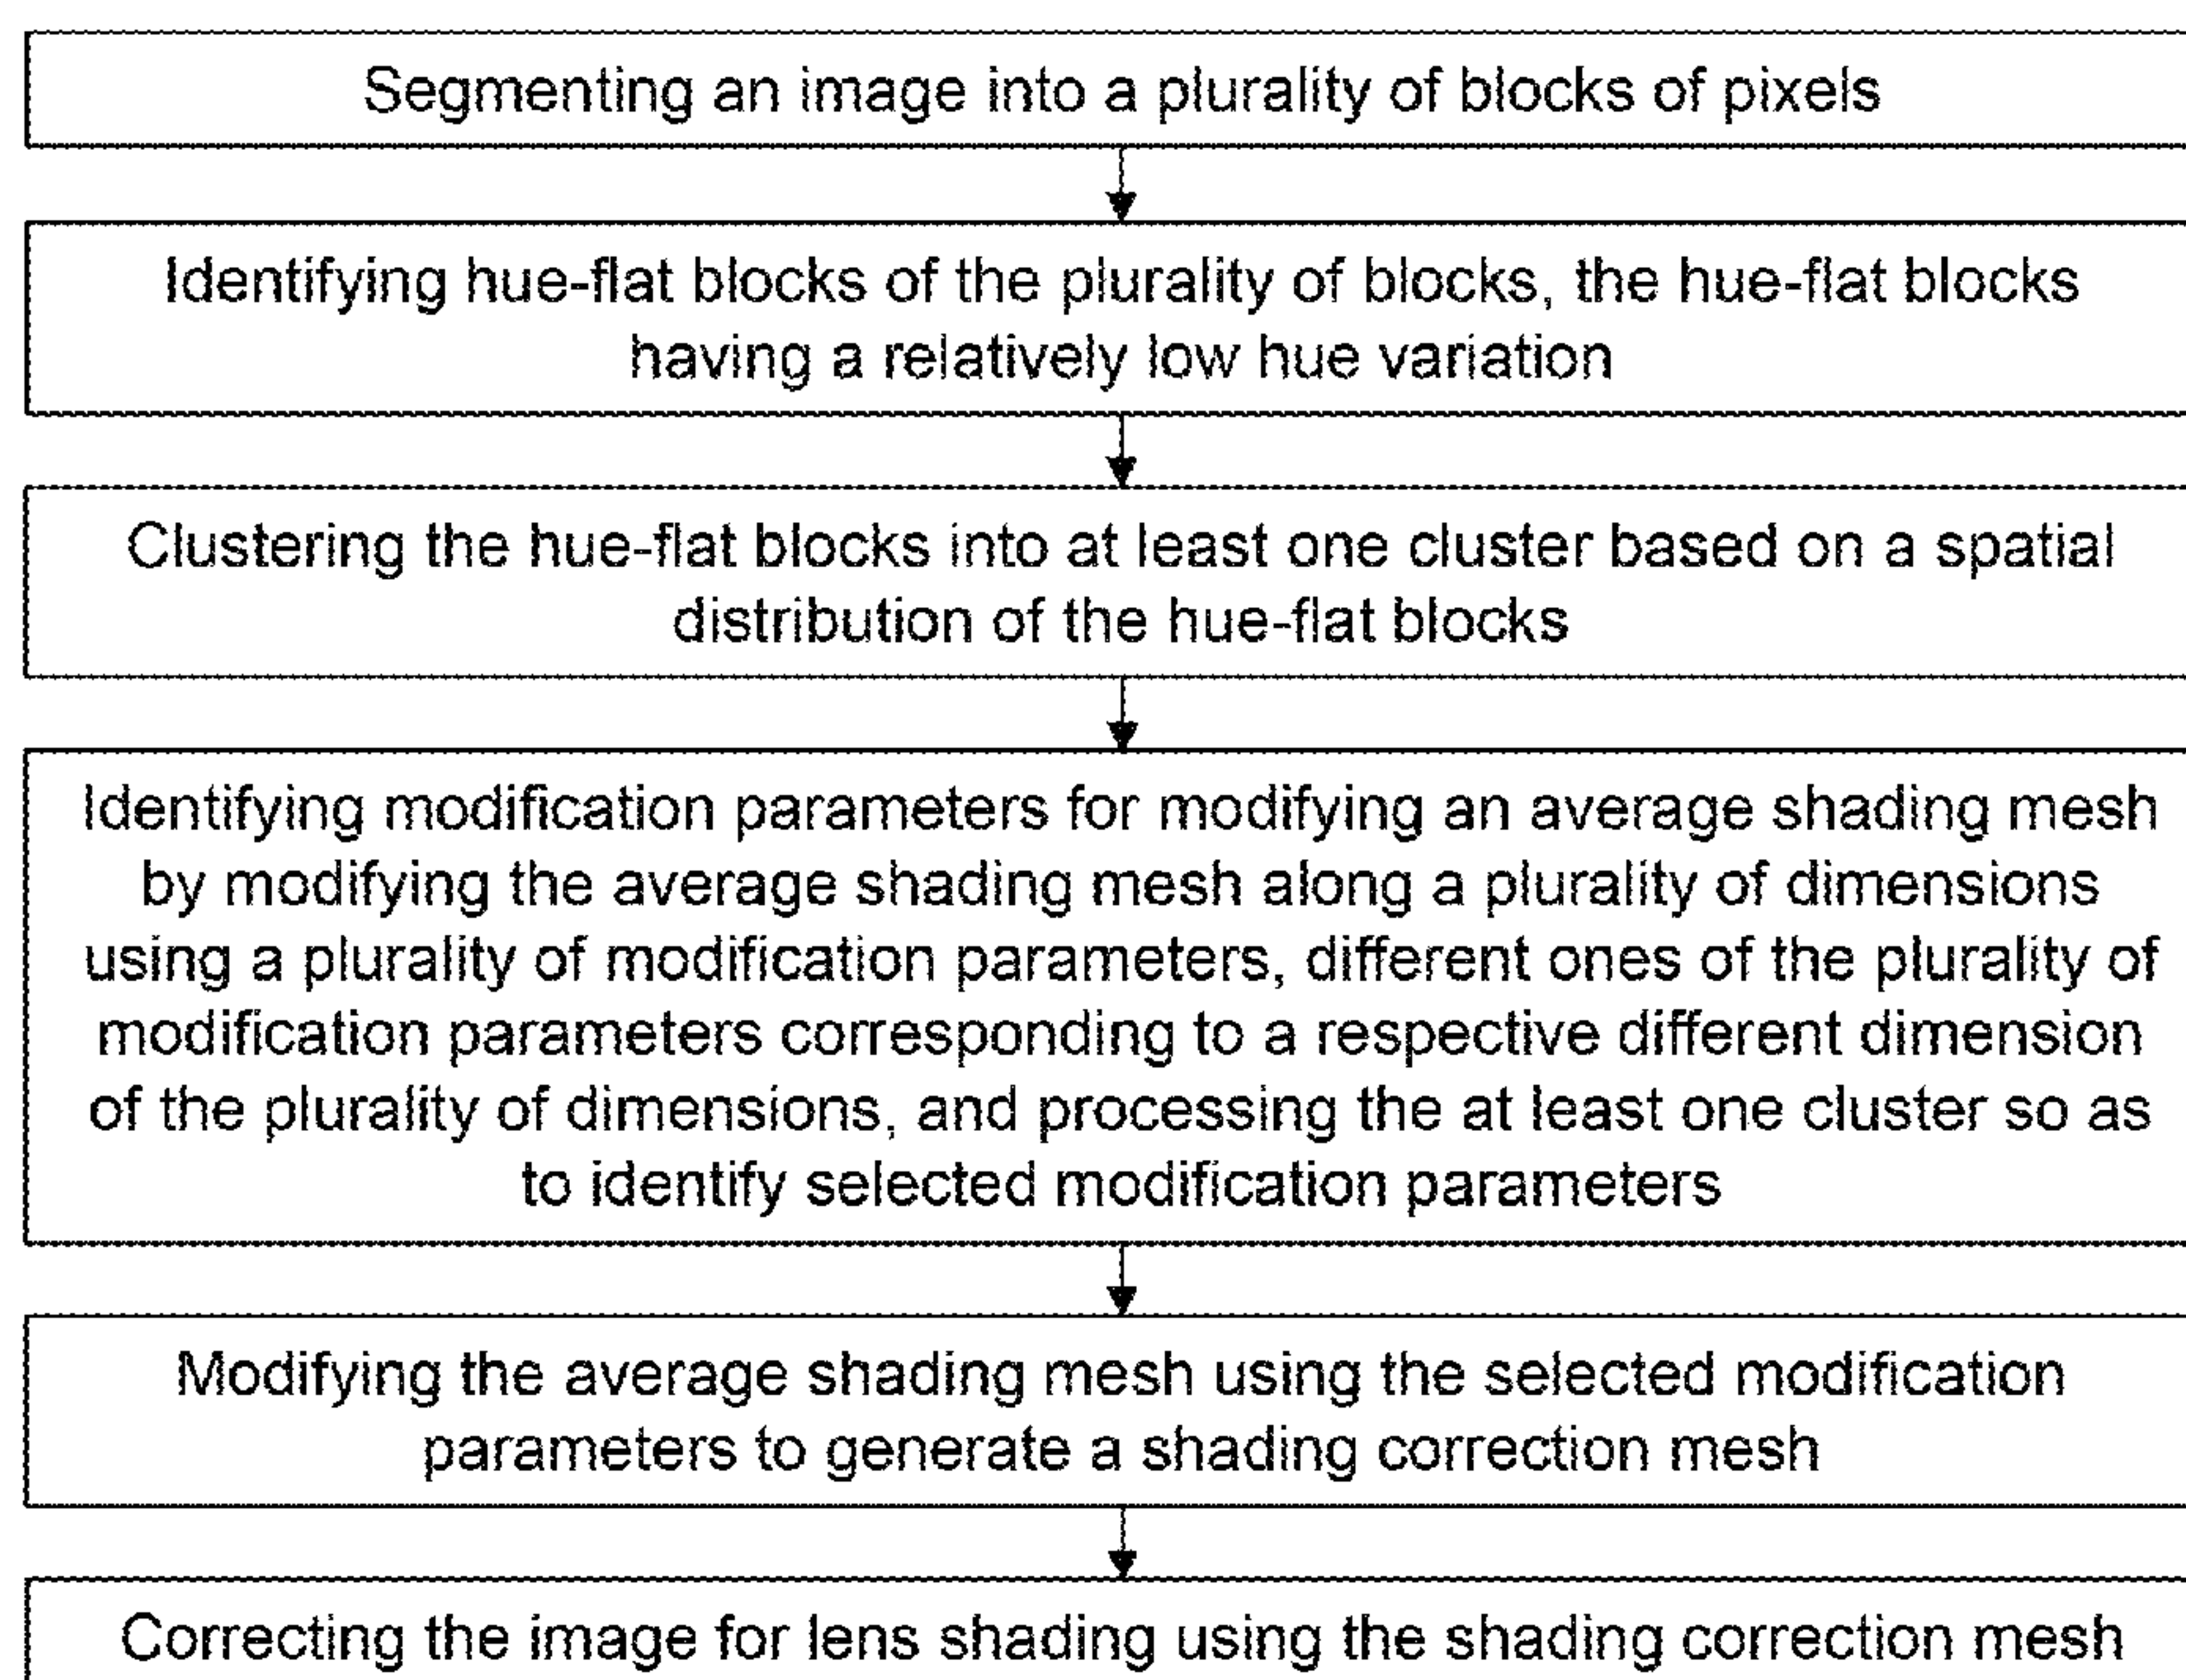 Segmenting an image into a plurality of blocks of pixels
Identifying hue-flat blocks of the plurality of blocks, the hue-flat blocks
having a relatively low hue variation
Clustering the hue-flat blocks into at least one cluster based on a spatial
distribution of the hue-flat blocks
Identifying modification parameters for modifying an average shading mesh
by modifying the average shading mesh along a plurality of dimensions
using a plurality of modification parameters, different ones of the plurality of
modification parameters corresponding to a respective different dimension
of the plurality of dimensions, and processing the at least one cluster so as
to identify selected modification parameters
Modifying the average shading mesh using the selected modification
parameters to generate a shading correction mesh
Correcting the image for lens shading using the shading correction mesh